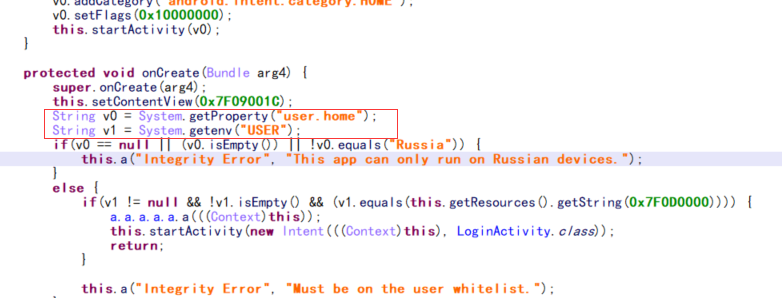 v0.addCategory("android.intent.category.HOME");
v0.setFlags(0x10000000);
this.startActivity(v0);
}
protected void onCreate(Bundle arg4) {
super.onCreate(arg4);
this.setContentView(0x7F09001C);
String v0 = System.getProperty("user.home");
String v1 = System.getenv("USER");
if(v0 == null || (v0.isEmpty()) || !v0.equals("Russia")) {
this.a("Integrity Error", "This app can only run on Russian devices.");
}
else {
if(v1 != null && !v1.isEmpty() && (v1.equals(this.getResources().getString(0x7F0D0000)))) {
a.a.a.a.a.a(((Context)this));
this.startActivity(new Intent(((Context)this), LoginActivity.class));
return;
}
this.a("Integrity Error", "Must be on the user whitelist.");